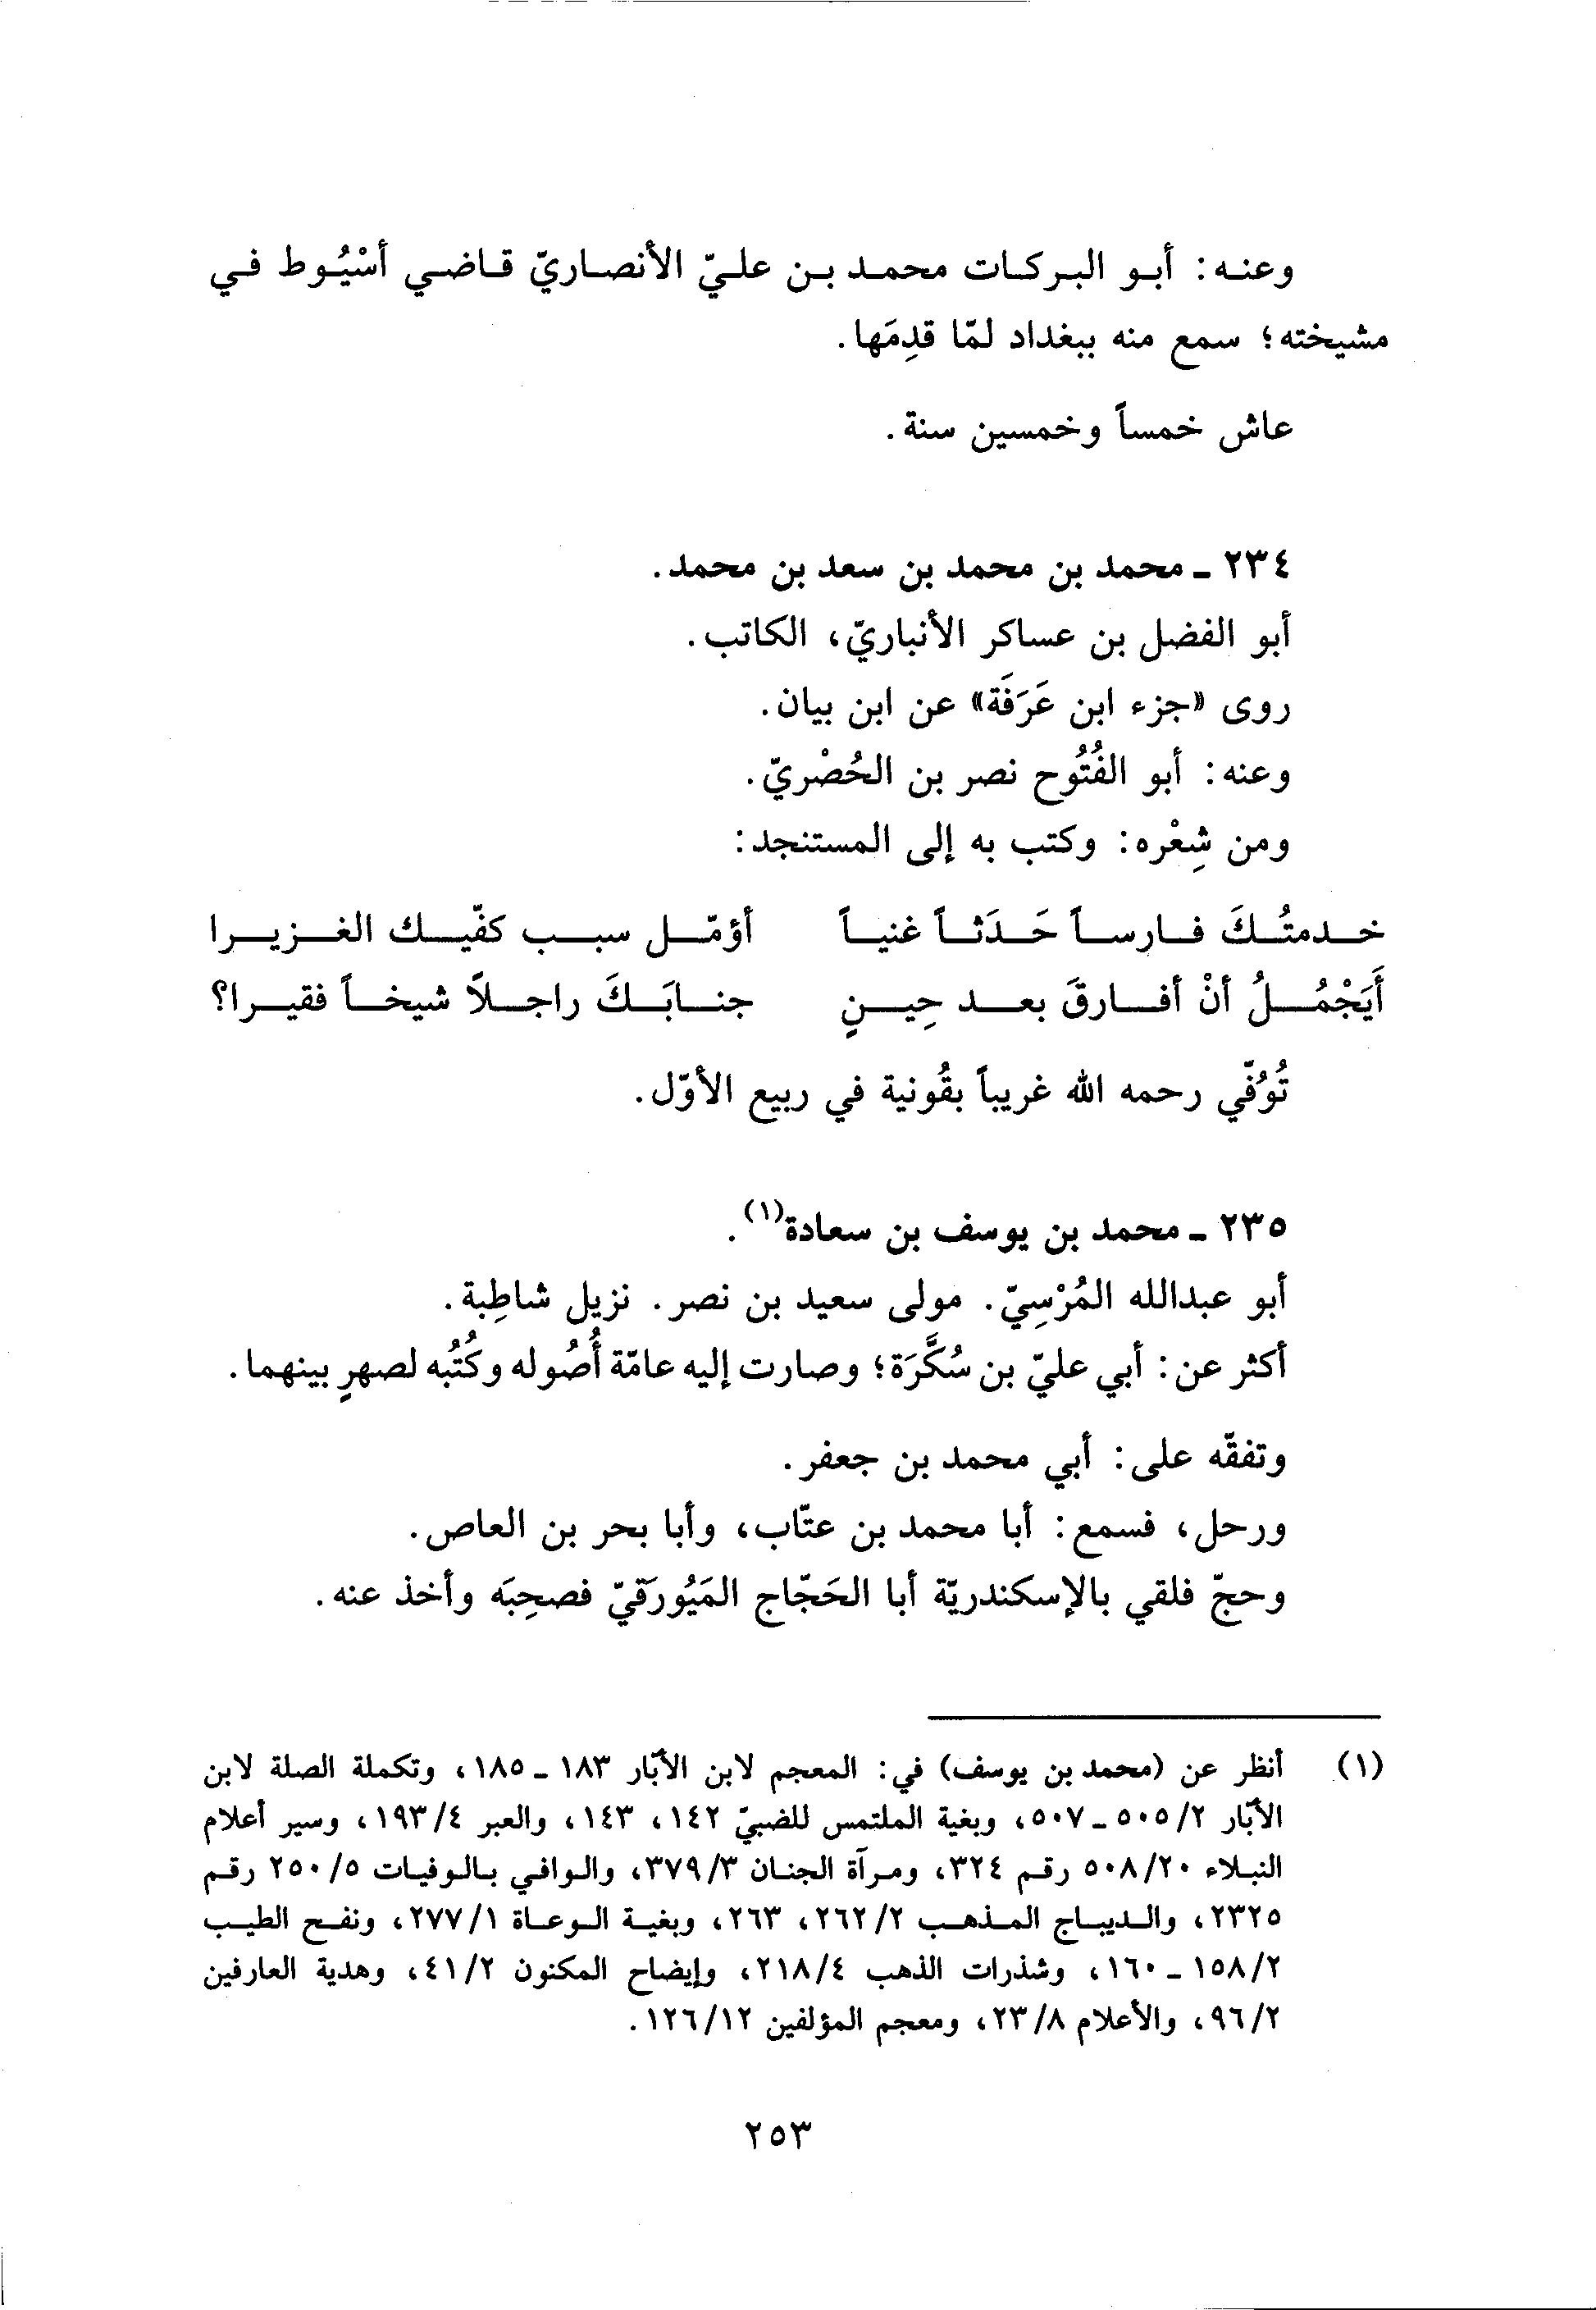 وعنه: أبو البركات محمد بن عليّ الأنصاريّ قاضي أسْيُوط في
مشيخته؛ سمع منه ببغداد لمّا قدِمَها.
عاش خمساً وخمسين سنة.
٢٣٤ - محمد بن محمد بن سعد بن محمد.
أبو الفضل بن عساكر الأنباريّ، الكاتب.
روى «جزء ابن عَرَفَة» عن ابن بيان.
وعنه: أبو الفُتُوح نصر بن الحُصْريّ.
ومن شِعْره: وكتب به إلى المستنجد:
خدمتُكَ فارساً حَدَثاً غنياً أؤمّل سبب كفّيك الغزيرا
أَيَجْمُلُ أنْ أفارقَ بعد حِينٍ جنابَكَ راجلاً شيخاً فقيرا؟
تُوُفّي رحمه الله غريباً بقُونية في ربيع الأوّل.
٢٣٥ - محمد بن يوسف بن سعادة(١).
أبو عبدالله المُرْسِيّ. مولى سعيد بن نصر. نزيل شاطِبة.
أكثر عن: أبي عليّ بن سُكَّرَة؛ وصارت إليه عامّة أُصُوله وكُتُبه لصهرٍ بينهما.
وتفقّه على: أبي محمد بن جعفر.
ورحل، فسمع: أبا محمد بن عتّاب، وأبا بحر بن العاص.
وحجّ فلقي بالإسكندريّة أبا الحَجّاج المَيُورَقيّ فصحِبَه وأخذ عنه.
(١) أنظر عن (محمد بن يوسف) في: المعجم لابن الأبّار ١٨٣ - ١٨٥، وتكملة الصلة لابن
الأبّار ٥٠٥/٢ - ٥٠٧، وبغية الملتمس للضبيّ ١٤٢، ١٤٣، والعبر ١٩٣/٤، وسير أعلام
النبلاء ٥٠٨/٢٠ رقم ٣٢٤، ومرآة الجنان ٣٧٩/٣، والوافي بالوفيات ٢٥٠/٥ رقم
٢٣٢٥، والديباج المذهب ٢٦٢/٢، ٢٦٣، وبغية الوعاة ٢٧٧/١، ونفح الطيب
١٥٨/٢ - ١٦٠، وشذرات الذهب ٢١٨/٤، وإيضاح المكنون ٤١/٢، وهدية العارفين
٩٦/٢، والأعلام ٢٣/٨، ومعجم المؤلفين ١٢٦/١٢.
٢٥٣